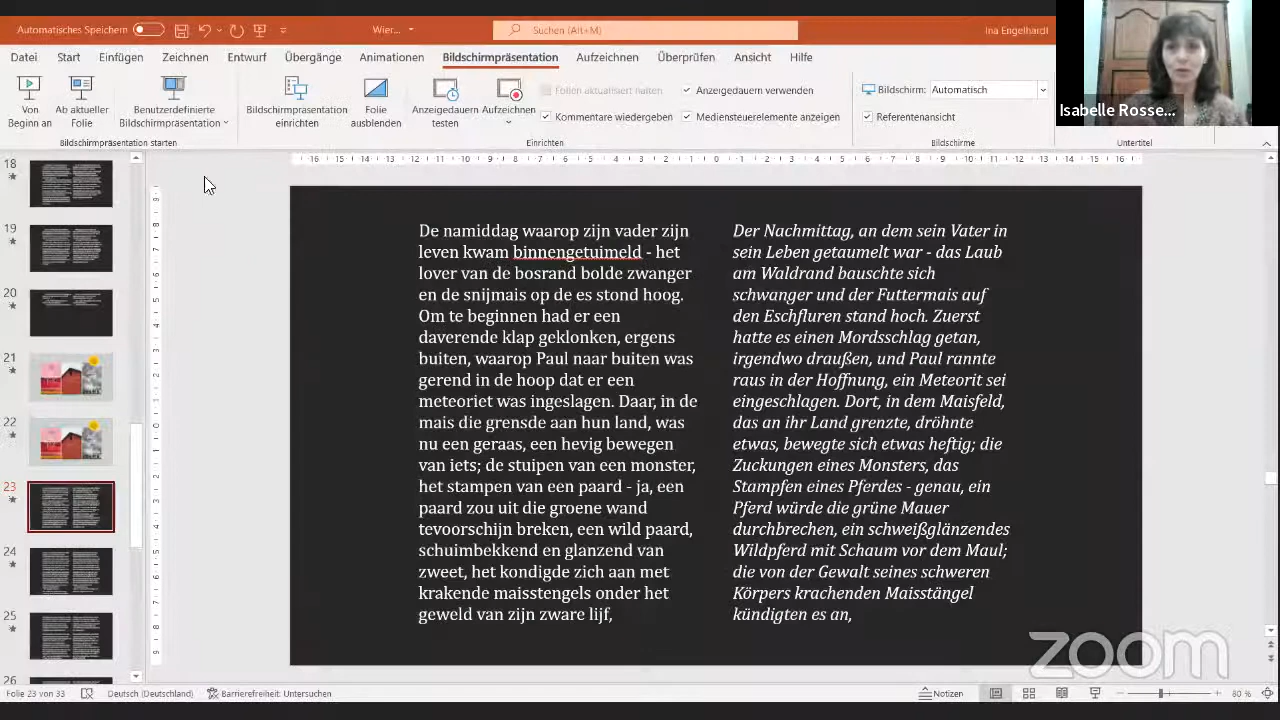 Automatisches Speichern
Wier...
Suchen (Alt+M)
Ina Engelhardt
Datei Start Einfügen Zeichnen Entwurf Übergänge Animationen Bildschirmpräsentation Aufzeichnen Überprüfen Ansicht Hilfe
Von Beginn an
Ab aktueller Folie
Benutzerdefinierte Bildschirmpräsentation
Bildschirmpräsentation einrichten
Folie ausblenden
Anzeigedauern testen
Aufzeichnen
Folien aktualisiert halten
Kommentare wiedergeben
Anzeigedauern verwenden
Mediensteuerelemente anzeigen
Bildschirm: Automatisch
Referentenansicht
Isabelle Rosse...
Bildschirmpräsentation starten
Einrichten
Bildschirme
Untertitel
18
19
20
21
22
23
24
25
26
De namiddag waarop zijn vader zijn
leven kwam binnengetuimeld - het
lover van de bosrand bolde zwanger
en de snijmais op de es stond hoog.
Om te beginnen had er een
daverende klap geklonken, ergens
buiten, waarop Paul naar buiten was
gerend in de hoop dat er een
meteoriet was ingeslagen. Daar, in de
mais die grensde aan hun land, was
nu een geraas, een hevig bewegen
van iets; de stuipen van een monster,
het stampen van een paard - ja, een
paard zou uit die groene wand
tevoorschijn breken, een wild paard,
schuimbekkend en glanzend van
zweet, het kondigde zich aan met
krakende maisstengels onder het
geweld van zijn zware lijf,
Der Nachmittag, an dem sein Vater in
sein Leben getaumelt war - das Laub
am Waldrand bauschte sich
schwanger und der Futtermais auf
den Eschfluren stand hoch. Zuerst
hatte es einen Mordsschlag getan,
irgendwo draußen, und Paul rannte
raus in der Hoffnung, ein Meteorit sei
eingeschlagen. Dort, in dem Maisfeld,
das an ihr Land grenzte, dröhnte
etwas, bewegte sich etwas heftig; die
Zuckungen eines Monsters, das
Stampfen eines Pferdes - genau, ein
Pferd würde die grüne Mauer
durchbrechen, ein schweißglänzendes
Wildpferd mit Schaum vor dem Maul;
die von der Gewalt seines schweren
Körpers krachenden Maisstängel
kündigten es an,
zoom
Folie 23 von 33 Deutsch (Deutschland) Barrierefreiheit: Untersuchen Notizen 80 %